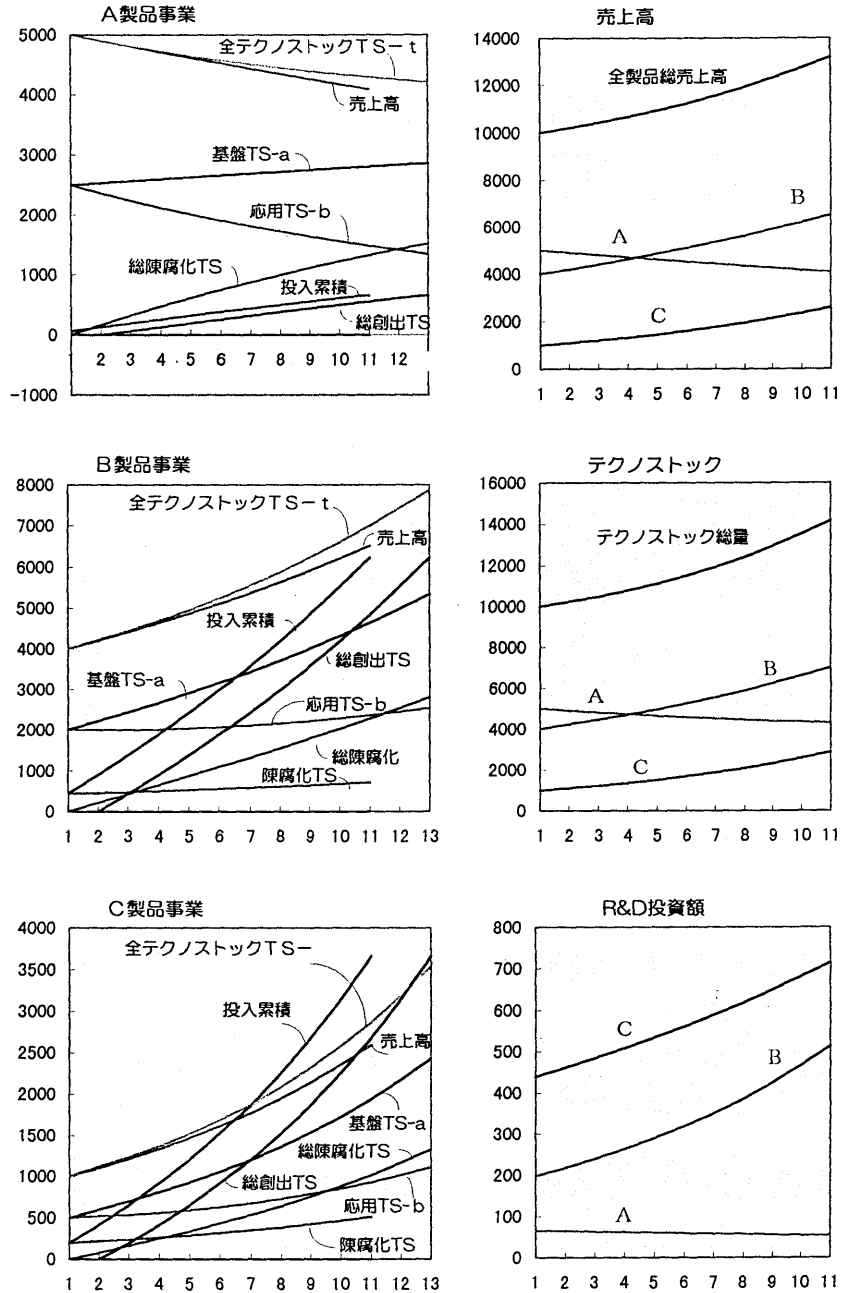 A製品事業
5000
4000
3000
2000
1000
0
-1000
全テクノストックTS-t
売上高
基盤TS-a
応用TS-b
総陳腐化TS
投入累積
総創出TS
2 3 4 5 6 7 8 9 10 11 12
売上高
14000
12000
10000
8000
6000
4000
2000
0
全製品総売上高
B
A
C
1 2 3 4 5 6 7 8 9 10 11
B製品事業
8000
7000
6000
5000
4000
3000
2000
1000
0
全テクノストックTS-t
売上高
投入累積
総創出TS
基盤TS-a
応用TS-b
総陳腐化
陳腐化TS
1 2 3 4 5 6 7 8 9 10 11 12 13
テクノストック
16000
14000
12000
10000
8000
6000
4000
2000
0
テクノストック総量
B
A
C
1 2 3 4 5 6 7 8 9 10 11
C製品事業
4000
3500
3000
2500
2000
1500
1000
500
0
全テクノストックTS-
投入累積
売上高
基盤TS-a
総陳腐化TS
総創出TS
応用TS-b
陳腐化TS
1 2 3 4 5 6 7 8 9 10 11 12 13
R&D投資額
800
700
600
500
400
300
200
100
0
C
B
A
1 2 3 4 5 6 7 8 9 10 11